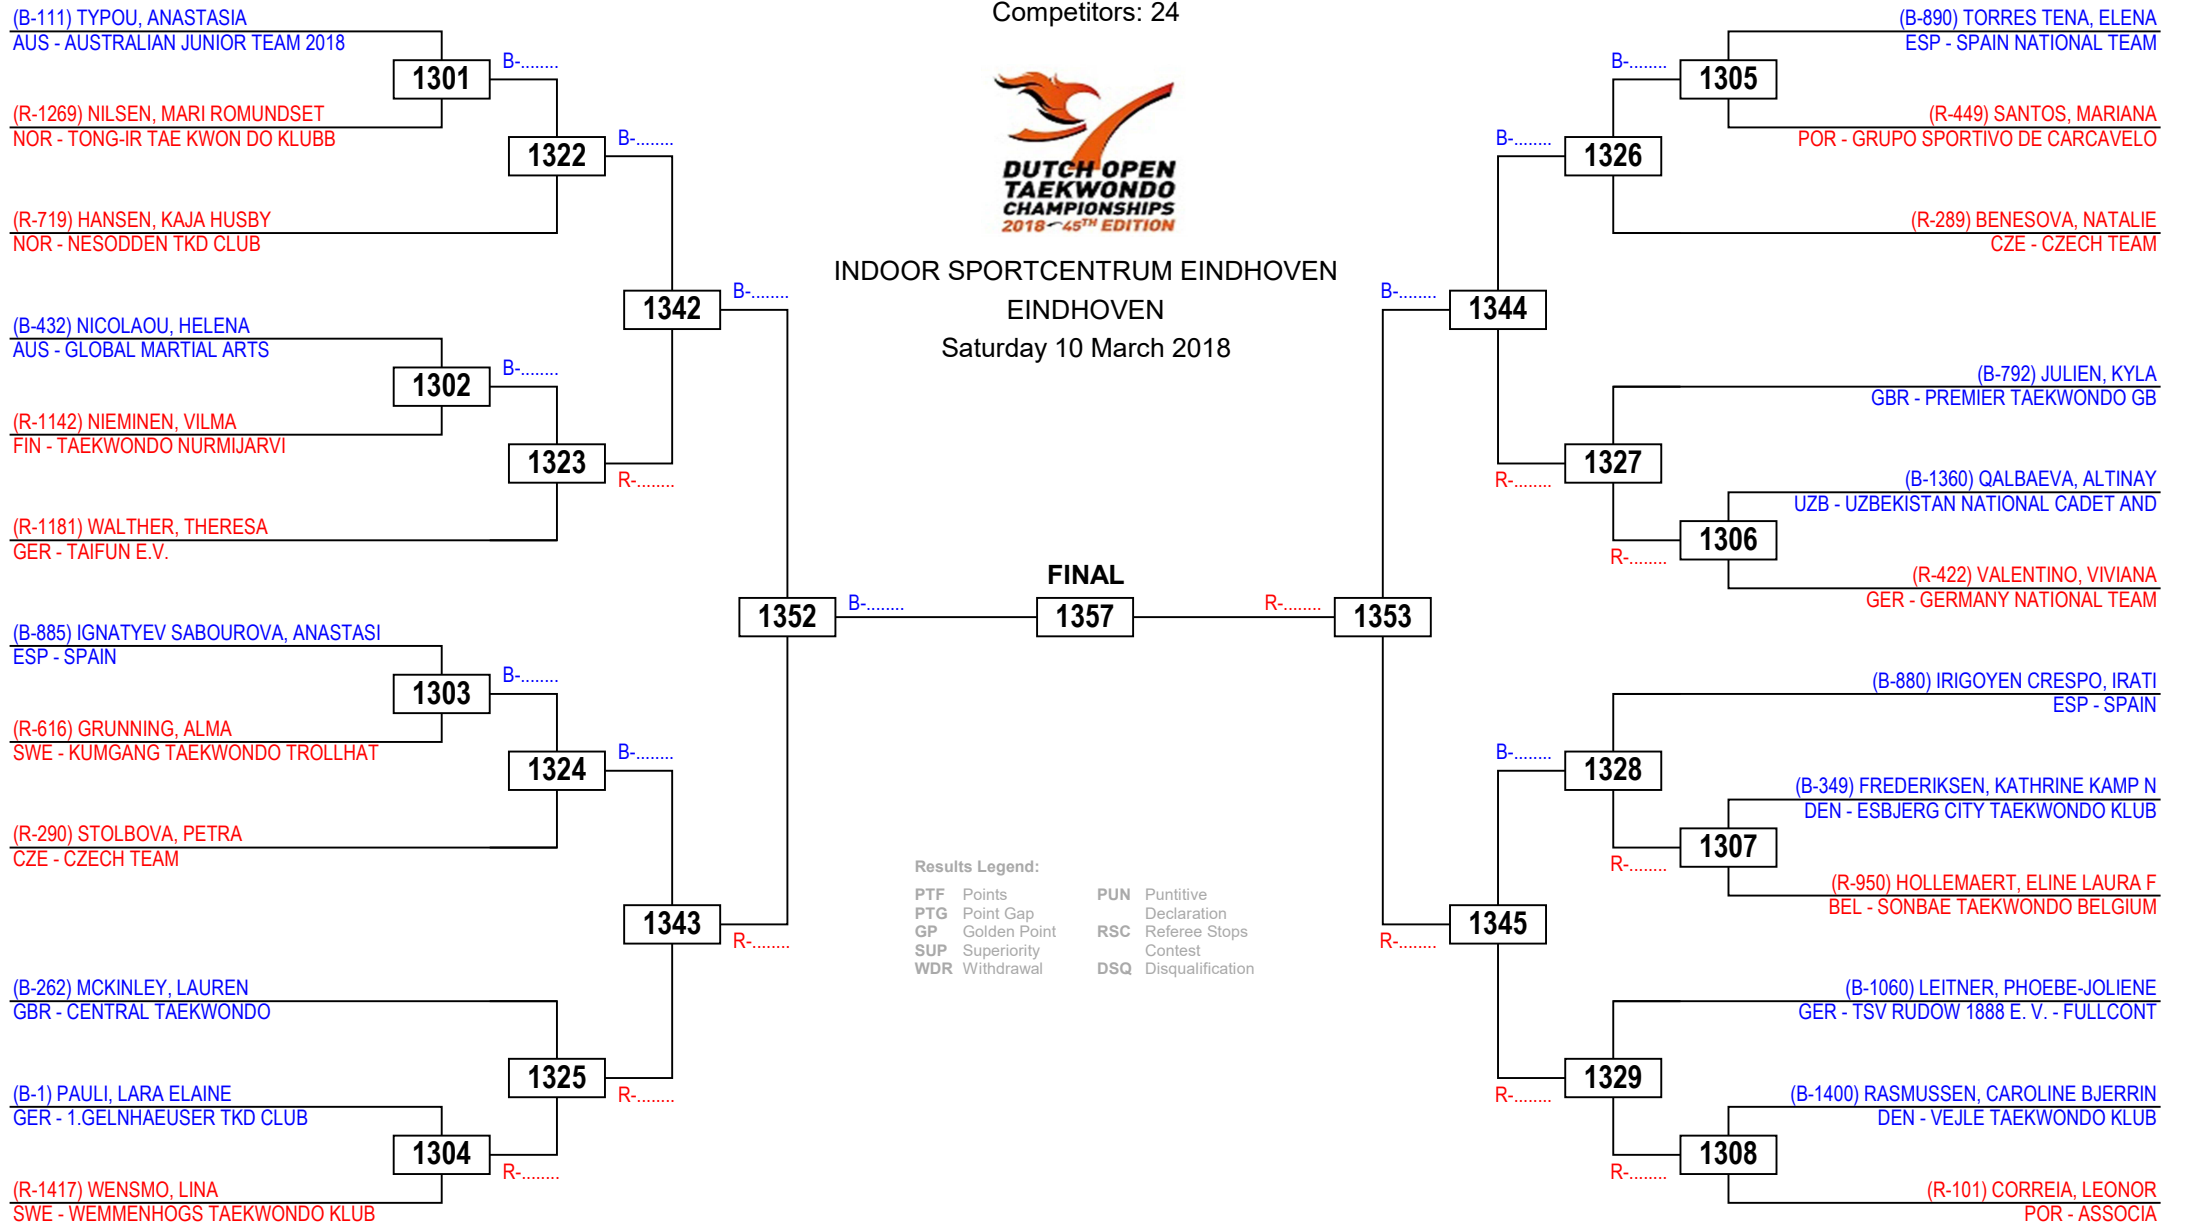 Competitors: 24
DUTCH OPEN
TAEKWONDO
CHAMPIONSHIPS
2018 45TH EDITION
INDOOR SPORTCENTRUM EINDHOVEN
EINDHOVEN
Saturday 10 March 2018
(B-111) TYPOU, ANASTASIA
AUS - AUSTRALIAN JUNIOR TEAM 2018
1301
B-........
(R-1269) NILSEN, MARI ROMUNDSET
NOR - TONG-IR TAE KWON DO KLUBB
1322
B-........
(R-719) HANSEN, KAJA HUSBY
NOR - NESODDEN TKD CLUB
1342
B-........
(B-432) NICOLAOU, HELENA
AUS - GLOBAL MARTIAL ARTS
1302
B-........
(R-1142) NIEMINEN, VILMA
FIN - TAEKWONDO NURMIJARVI
1323
R-........
(R-1181) WALTHER, THERESA
GER - TAIFUN E.V.
1352
B-........
(B-885) IGNATYEV SABOUROVA, ANASTASI
ESP - SPAIN
1303
B-........
(R-616) GRUNNING, ALMA
SWE - KUMGANG TAEKWONDO TROLLHAT
1324
B-........
(R-290) STOLBOVA, PETRA
CZE - CZECH TEAM
1343
R-........
(B-262) MCKINLEY, LAUREN
GBR - CENTRAL TAEKWONDO
1325
R-........
(B-1) PAULI, LARA ELAINE
GER - 1.GELNHAEUSER TKD CLUB
1304
R-........
(R-1417) WENSMO, LINA
SWE - WEMMENHOGS TAEKWONDO KLUB
FINAL
1357
Results Legend:
PTF Points
PTG Point Gap
GP Golden Point
SUP Superiority
WDR Withdrawal
PUN Puntitive
Declaration
RSC Referee Stops
Contest
DSQ Disqualification
(B-890) TORRES TENA, ELENA
ESP - SPAIN NATIONAL TEAM
B-........
1305
(R-449) SANTOS, MARIANA
POR - GRUPO SPORTIVO DE CARCAVELO
B-........
1326
(R-289) BENESOVA, NATALIE
CZE - CZECH TEAM
B-........
1344
(B-792) JULIEN, KYLA
GBR - PREMIER TAEKWONDO GB
R-........
1327
(B-1360) QALBAEVA, ALTINAY
UZB - UZBEKISTAN NATIONAL CADET AND
R-........
1306
(R-422) VALENTINO, VIVIANA
GER - GERMANY NATIONAL TEAM
R-........
1353
(B-880) IRIGOYEN CRESPO, IRATI
ESP - SPAIN
B-........
1328
(B-349) FREDERIKSEN, KATHRINE KAMP N
DEN - ESBJERG CITY TAEKWONDO KLUB
R-........
1307
(R-950) HOLLEMAERT, ELINE LAURA F
BEL - SONBAE TAEKWONDO BELGIUM
R-........
1345
(B-1060) LEITNER, PHOEBE-JOLIENE
GER - TSV RUDOW 1888 E. V. - FULLCONT
R-........
1329
(B-1400) RASMUSSEN, CAROLINE BJERRIN
DEN - VEJLE TAEKWONDO KLUB
R-........
1308
(R-101) CORREIA, LEONOR
POR - ASSOCIA